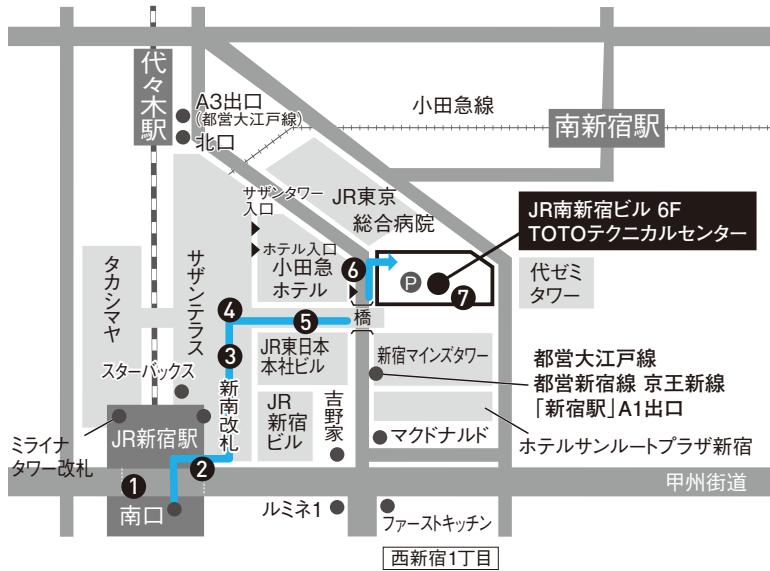 代々木駅
A3出口
(都営大江戸線)
北口
小田急線
南新宿駅
サザンタワー
入口
JR東京
総合病院
JR南新宿ビル 6F
TOTOテクニカルセンター
ホテル入口
小田急
ホテル
❻
P
❼
代ゼミ
タワー
タカシマヤ
サザンテラス
❹
❺
橋
❸
JR東日本
本社ビル
新宿マインズタワー
都営大江戸線
都営新宿線 京王新線
「新宿駅」A1出口
スターバックス
新南改札
JR
新宿
ビル
吉野家
マクドナルド
ホテルサンルートプラザ新宿
ミライナ
タワー改札
JR新宿駅
❷
❶
甲州街道
南口
ルミネ1
ファーストキッチン
西新宿1丁目